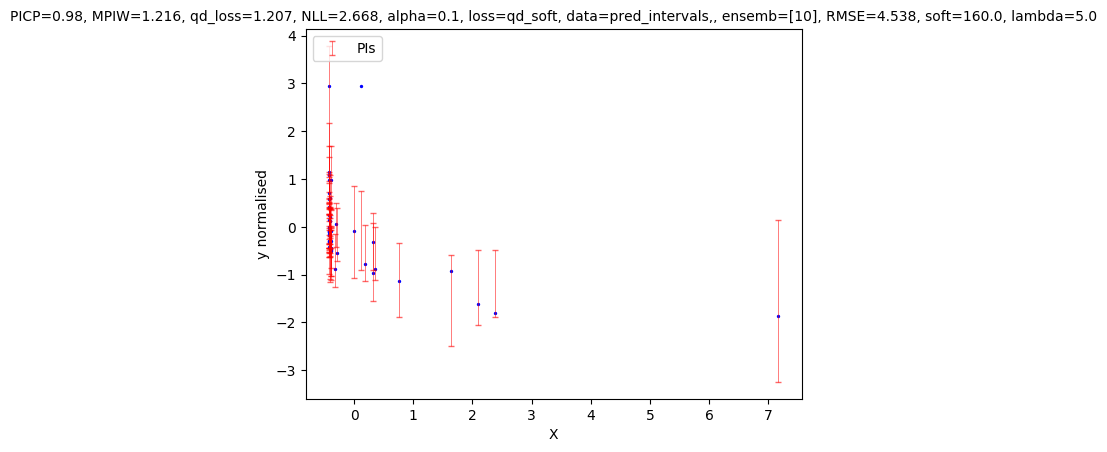 PICP=0.98, MPIW=1.216, qd_loss=1.207, NLL=2.668, alpha=0.1, loss=qd_soft, data=pred_intervals,, ensemb=[10], RMSE=4.538, soft=160.0, lambda=5.0
4
PIs
3
2
1
0
−1
−2
−3
y normalised
0 1 2 3 4 5 6 7
X